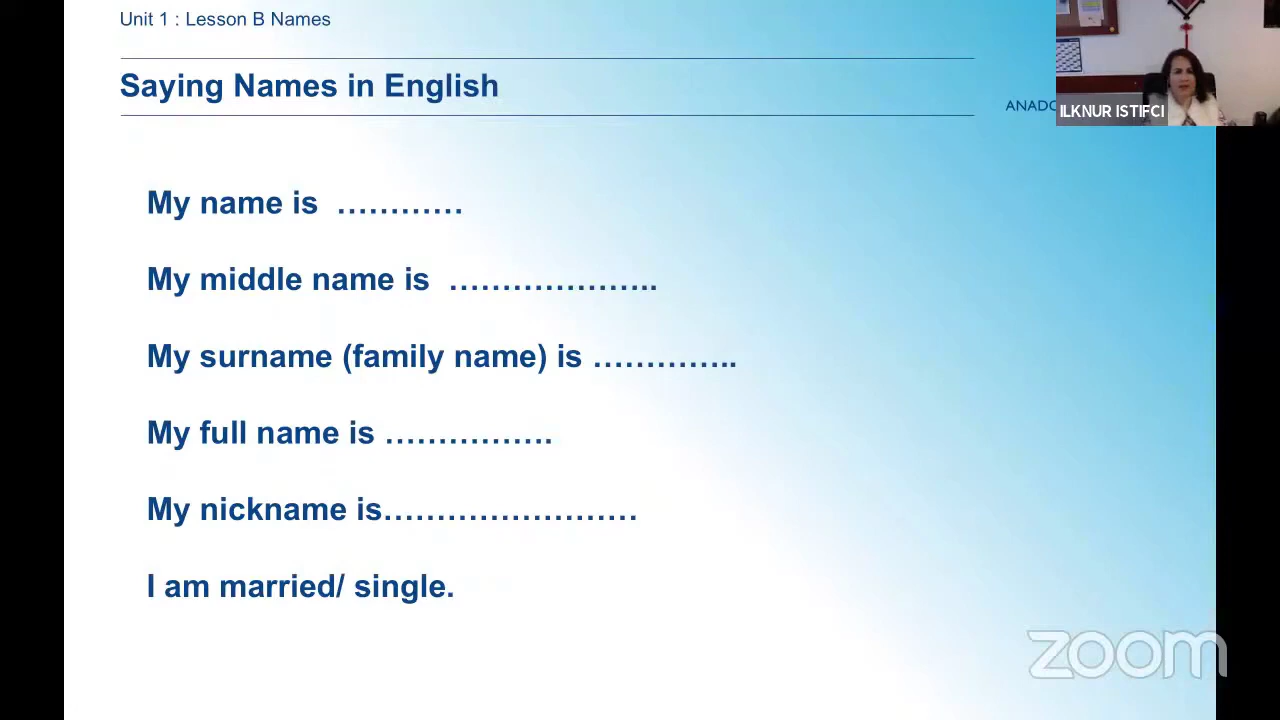 Unit 1 : Lesson B Names
Saying Names in English
ILKNUR ISTIFCI
My name is …………
My middle name is ………………..
My surname (family name) is …………..
My full name is …………….
My nickname is……………………
I am married/ single.
zoom